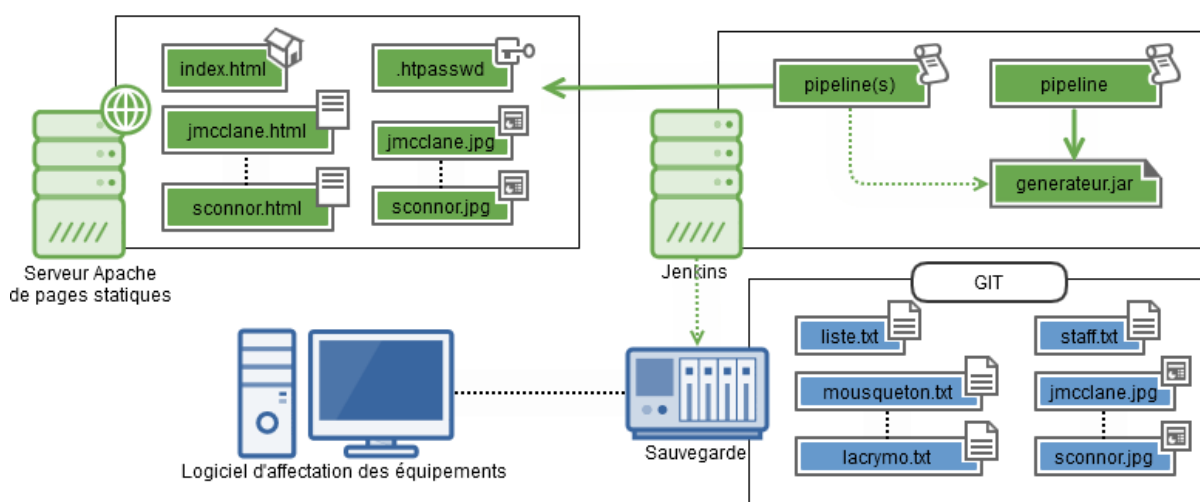 index.html
.htpasswd
jmcclane.html
jmcclane.jpg
sconnor.html
sconnor.jpg
Serveur Apache
de pages statiques
pipeline(s)
pipeline
generateur.jar
Jenkins
GIT
liste.txt
staff.txt
mousqueton.txt
jmcclane.jpg
lacrymo.txt
sconnor.jpg
Sauvegarde
Logiciel d'affectation des équipements